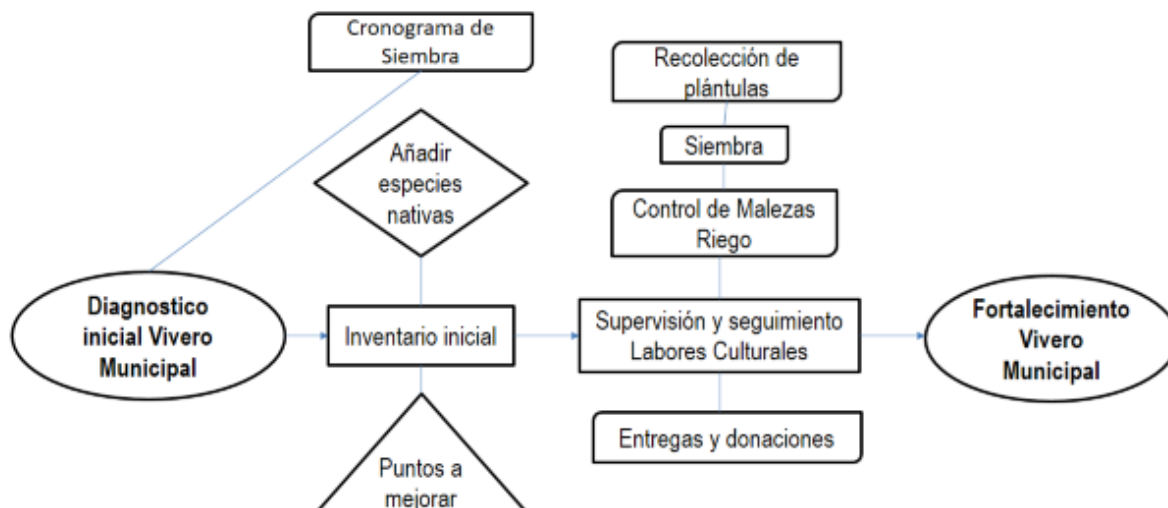 Cronograma de
Siembra
Recolección de
plántulas
Siembra
Añadir
especies
nativas
Control de Malezas
Riego
Diagnostico
inicial Vivero
Municipal
Inventario inicial
Supervisión y seguimiento
Labores Culturales
Fortalecimiento
Vivero
Municipal
Entregas y donaciones
Puntos a
mejorar